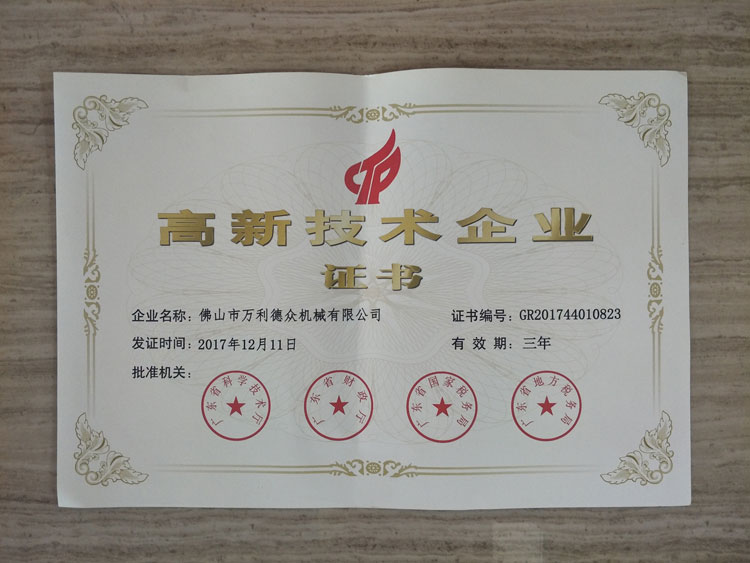 高新技术企业
证书
企业名称：佛山市万利德众机械有限公司
证书编号：GR201744010823
发证时间：2017年12月11日
有效期：三年
批准机关：
广东省科学技术厅
广东省财政厅
广东省国家税务局
广东省地方税务局